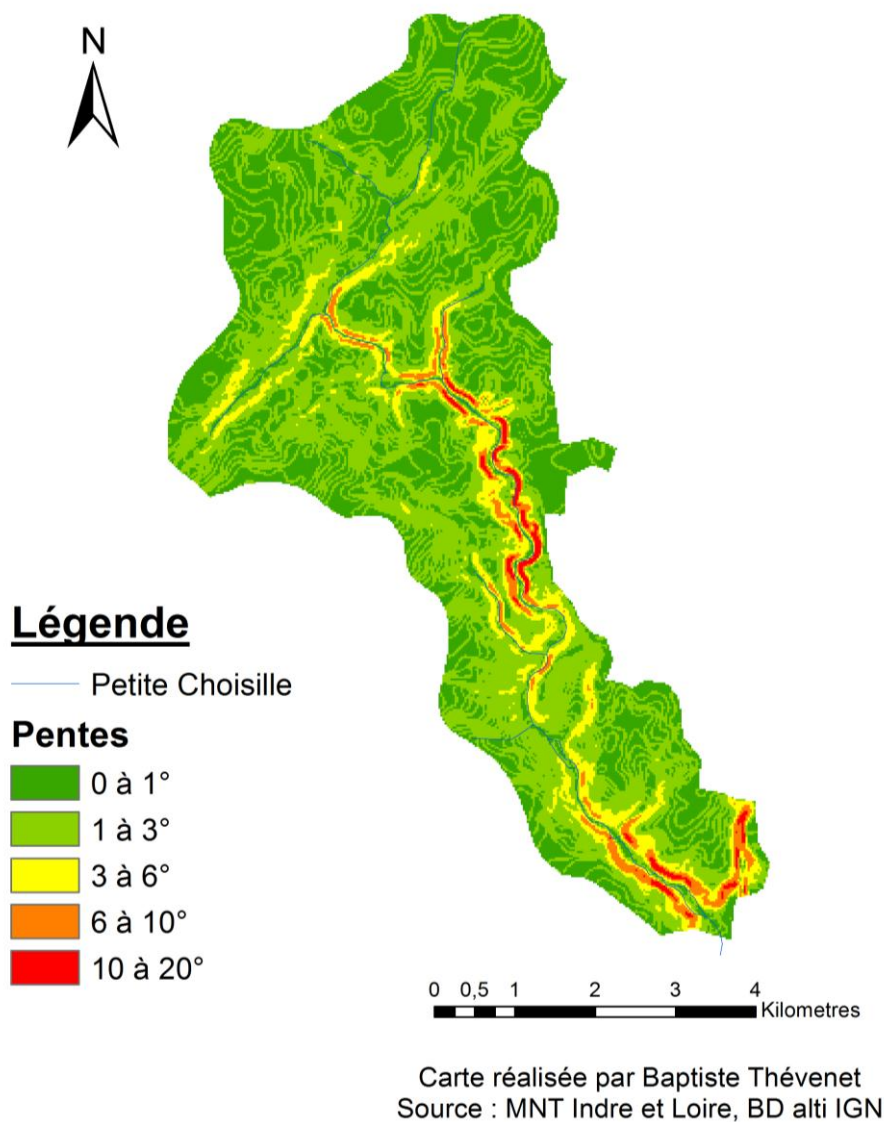 N
Légende
Petite Choisille
Pentes
0 à 1°
1 à 3°
3 à 6°
6 à 10°
10 à 20°
0 0,5 1 2 3 4
Kilometres
Carte réalisée par Baptiste Thévenet
Source : MNT Indre et Loire, BD alti IGN